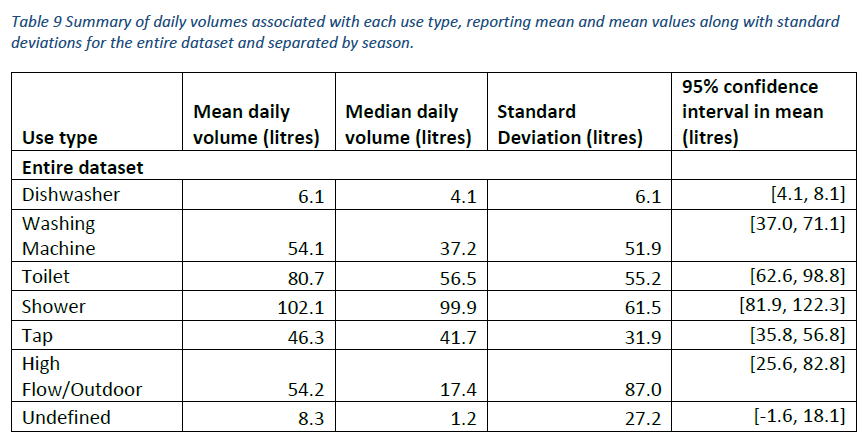 Table 9 Summary of daily volumes associated with each use type, reporting mean and mean values along with standard
deviations for the entire dataset and separated by season.
Use type Mean daily volume (litres) Median daily volume (litres) Standard Deviation (litres) 95% confidence interval in mean (litres)
Entire dataset
Dishwasher 6.1 4.1 6.1 [4.1, 8.1]
Washing Machine 54.1 37.2 51.9 [37.0, 71.1]
Toilet 80.7 56.5 55.2 [62.6, 98.8]
Shower 102.1 99.9 61.5 [81.9, 122.3]
Tap 46.3 41.7 31.9 [35.8, 56.8]
High Flow/Outdoor 54.2 17.4 87.0 [25.6, 82.8]
Undefined 8.3 1.2 27.2 [-1.6, 18.1]